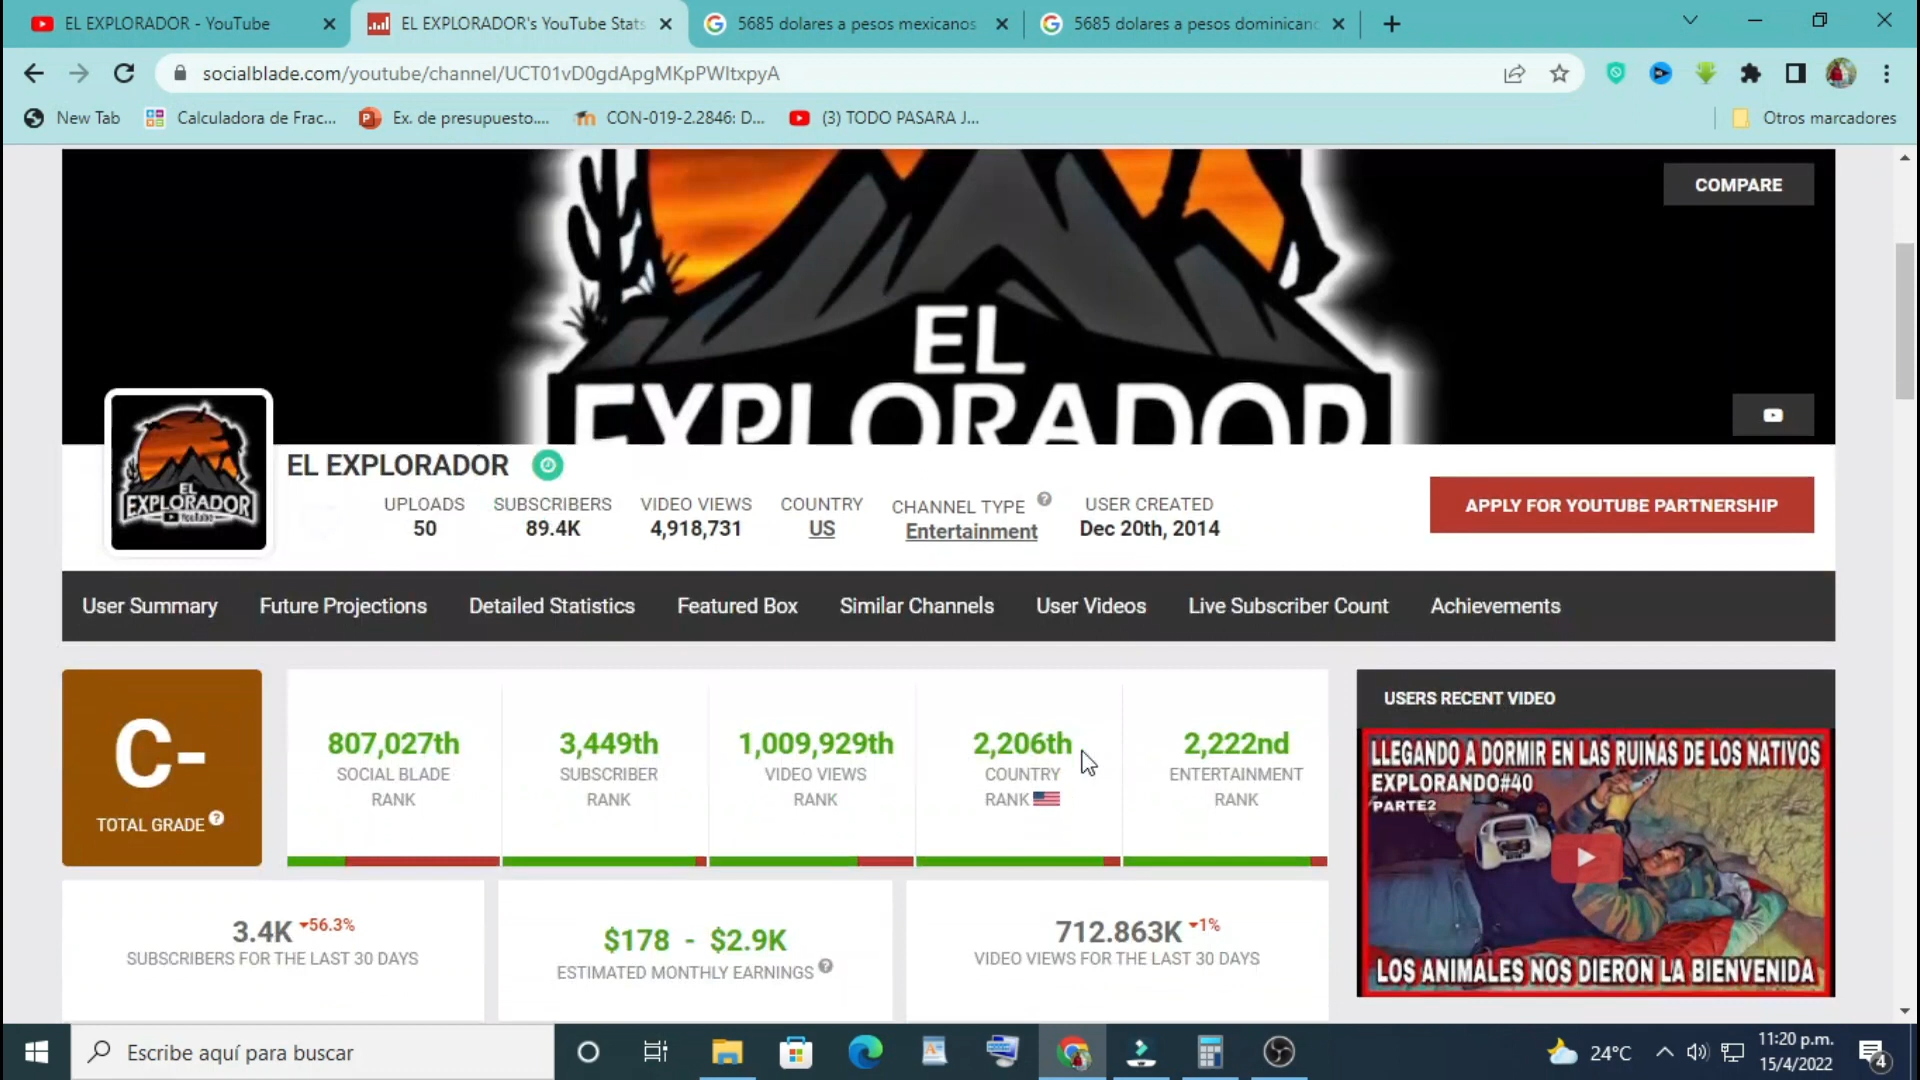 EL EXPLORADOR - YouTube
EL EXPLORADOR's YouTube Stats
5685 dolares a pesos mexicanos
5685 dolares a pesos dominican
socialblade.com/youtube/channel/UCT01vD0gdApgMKpPWltxpyA
New Tab
Calculadora de Frac...
Ex. de presupuesto....
CON-019-2.2846: D...
(3) TODO PASARA J...
Otros marcadores
COMPARE
EL
EXPLORADOR
EL
EXPLORADOR
YouTube
EL EXPLORADOR
UPLOADS
50
SUBSCRIBERS
89.4K
VIDEO VIEWS
4,918,731
COUNTRY
US
CHANNEL TYPE ?
Entertainment
USER CREATED
Dec 20th, 2014
APPLY FOR YOUTUBE PARTNERSHIP
User Summary
Future Projections
Detailed Statistics
Featured Box
Similar Channels
User Videos
Live Subscriber Count
Achievements
C-
TOTAL GRADE ?
807,027th
SOCIAL BLADE
RANK
3,449th
SUBSCRIBER
RANK
1,009,929th
VIDEO VIEWS
RANK
2,206th
COUNTRY
RANK
2,222nd
ENTERTAINMENT
RANK
USERS RECENT VIDEO
LLEGANDO A DORMIR EN LAS RUINAS DE LOS NATIVOS
EXPLORANDO#40
PARTE2
LOS ANIMALES NOS DIERON LA BIENVENIDA
3.4K -56.3%
SUBSCRIBERS FOR THE LAST 30 DAYS
$178 - $2.9K
ESTIMATED MONTHLY EARNINGS ?
712.863K -1%
VIDEO VIEWS FOR THE LAST 30 DAYS
Escribe aquí para buscar
24°C
11:20 p.m.
15/4/2022
4